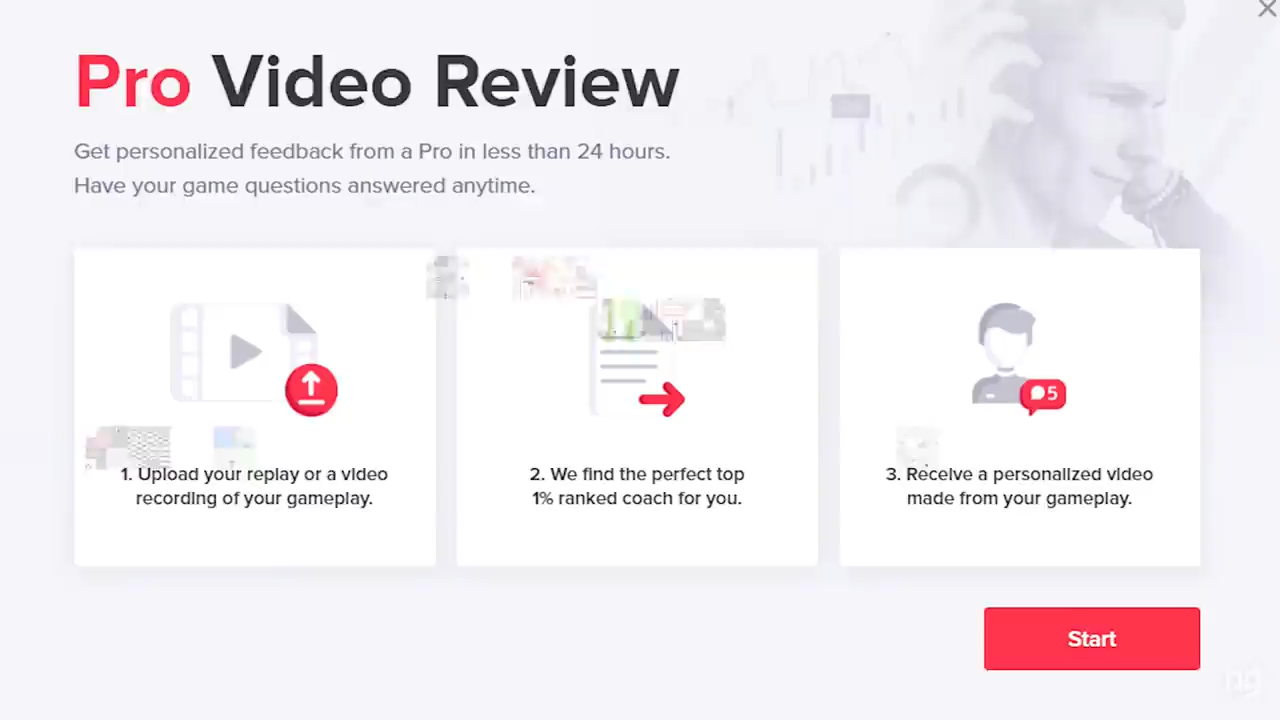 Pro Video Review
Get personalized feedback from a Pro in less than 24 hours.
Have your game questions answered anytime.
5
1. Upload your replay or a video
recording of your gameplay.
2. We find the perfect top
1% ranked coach for you.
3. Receive a personalized video
made from your gameplay.
Start
ng